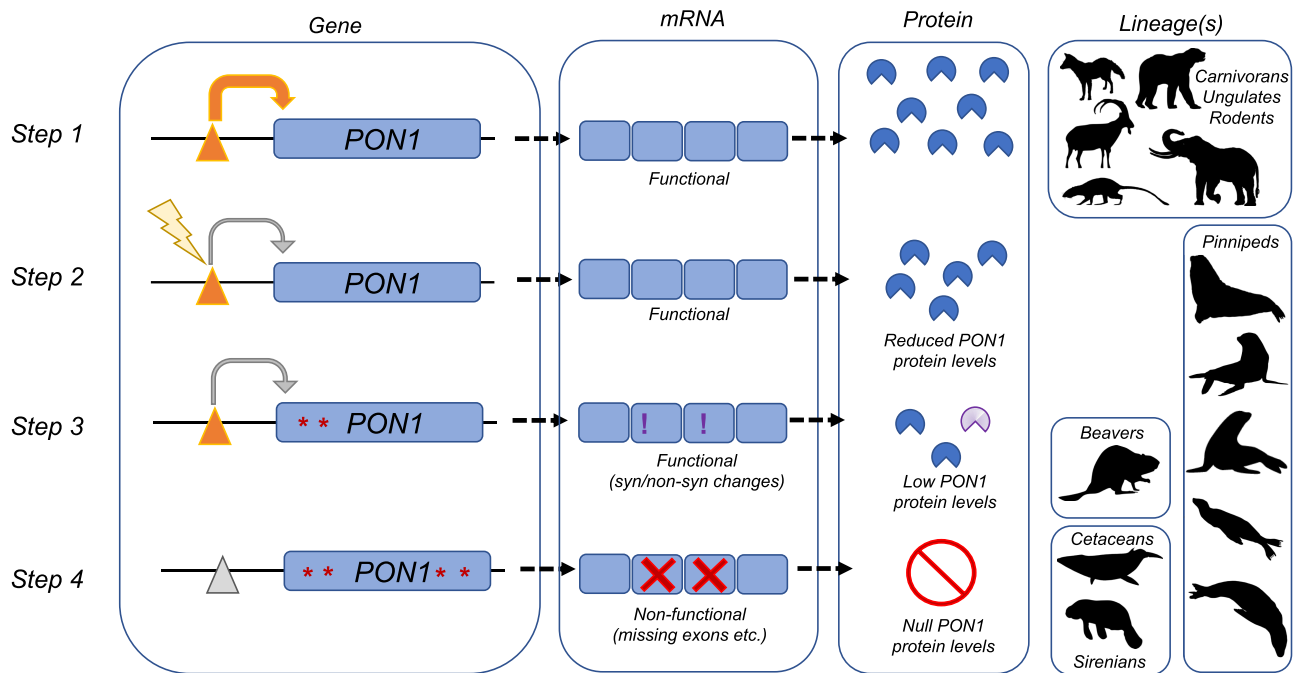 Gene
mRNA
Protein
Lineage(s)
Step 1
PON1
Functional
Carnivorans
Ungulates
Rodents
Step 2
PON1
Functional
Reduced PON1
protein levels
Pinnipeds
Step 3
* * PON1
! !
Functional
(syn/non-syn changes)
Low PON1
protein levels
Beavers
Step 4
* * PON1 * *
Non-functional
(missing exons etc.)
Null PON1
protein levels
Cetaceans
Sirenians